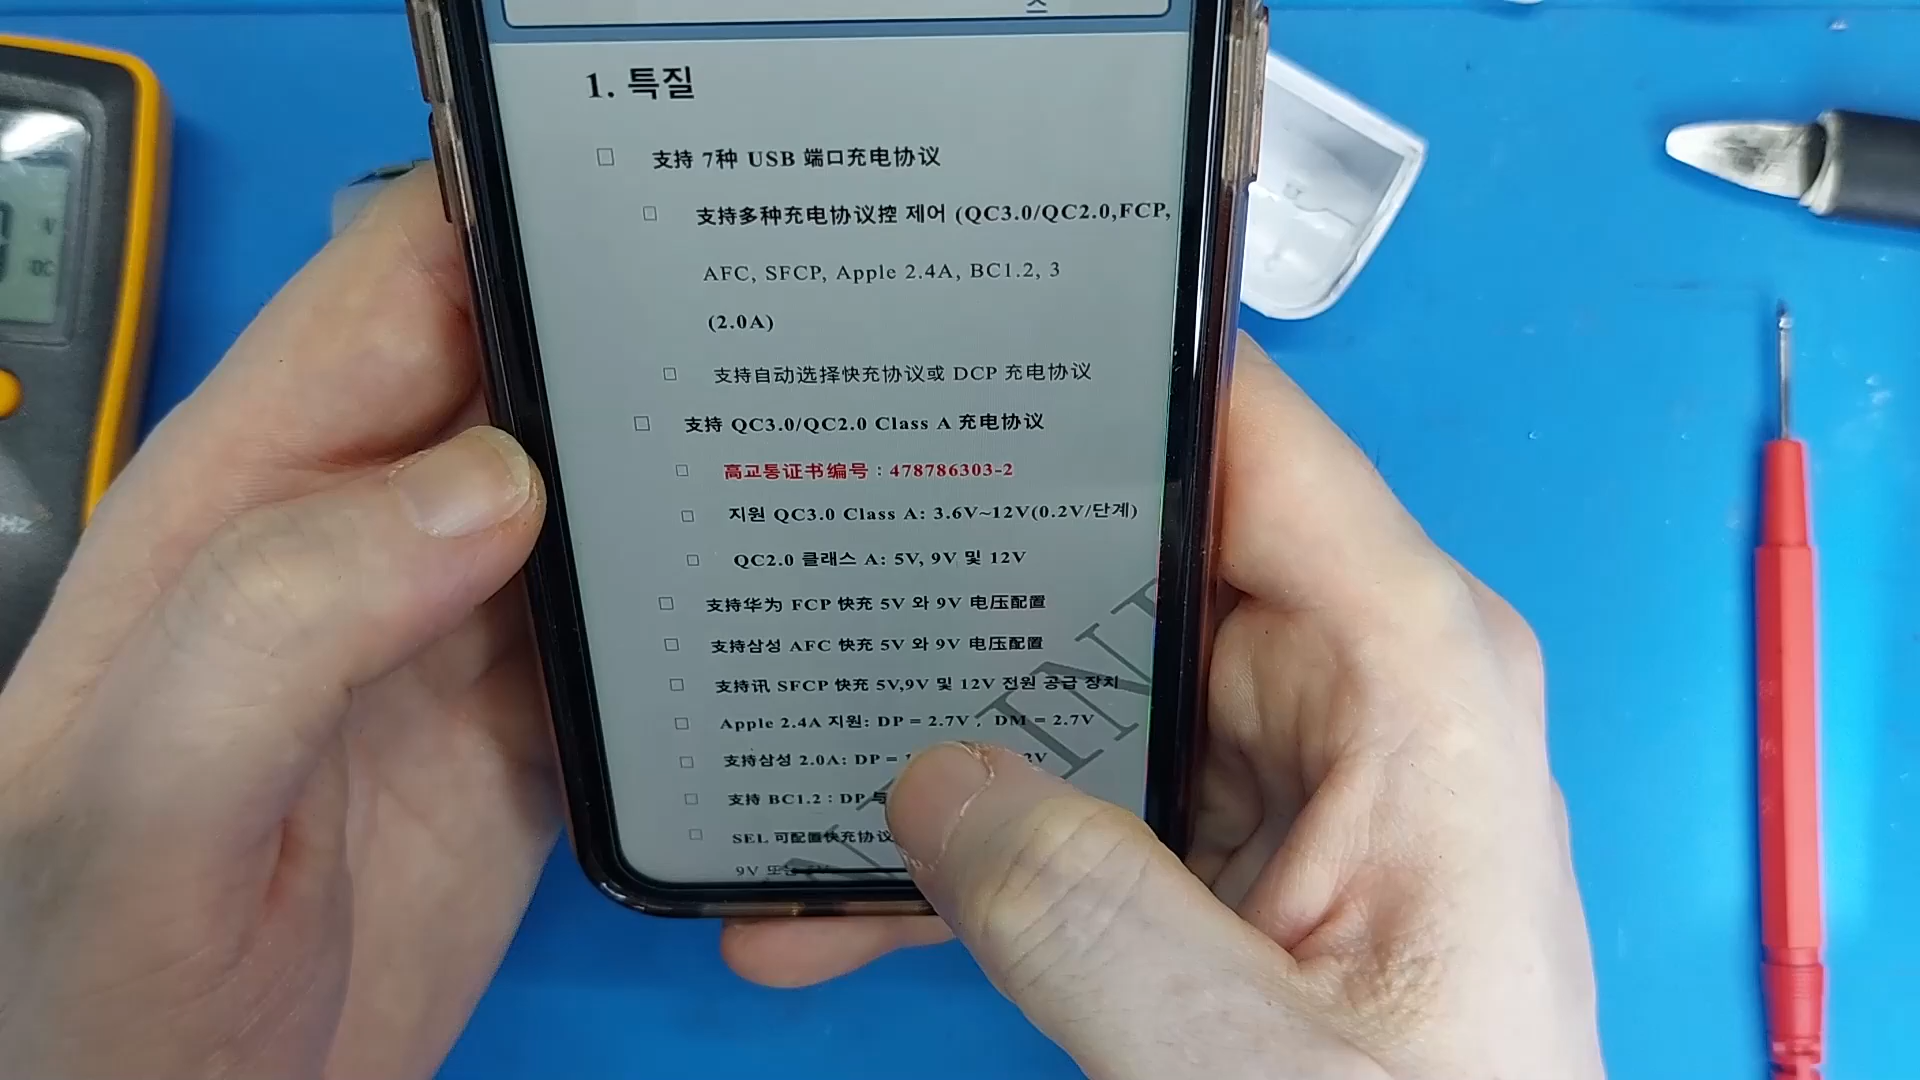 스
1. 특질
支持 7种 USB 端口充电协议
支持多种充电协议控 제어 (QC3.0/QC2.0,FCP,
AFC, SFCP, Apple 2.4A, BC1.2, 3
(2.0A)
支持自动选择快充协议或 DCP 充电协议
支持 QC3.0/QC2.0 Class A 充电协议
高교통证书编号：478786303-2
지원 QC3.0 Class A: 3.6V~12V(0.2V/단계)
QC2.0 클래스 A: 5V, 9V 및 12V
支持华为 FCP 快充 5V 와 9V 电压配置
支持삼성 AFC 快充 5V 와 9V 电压配置
支持讯 SFCP 快充 5V,9V 및 12V 전원 공급 장치
Apple 2.4A 지원: DP = 2.7V， DM = 2.7V
支持삼성 2.0A: DP =
支持 BC1.2：DP 与
SEL 可配置快充协议
9V 또는